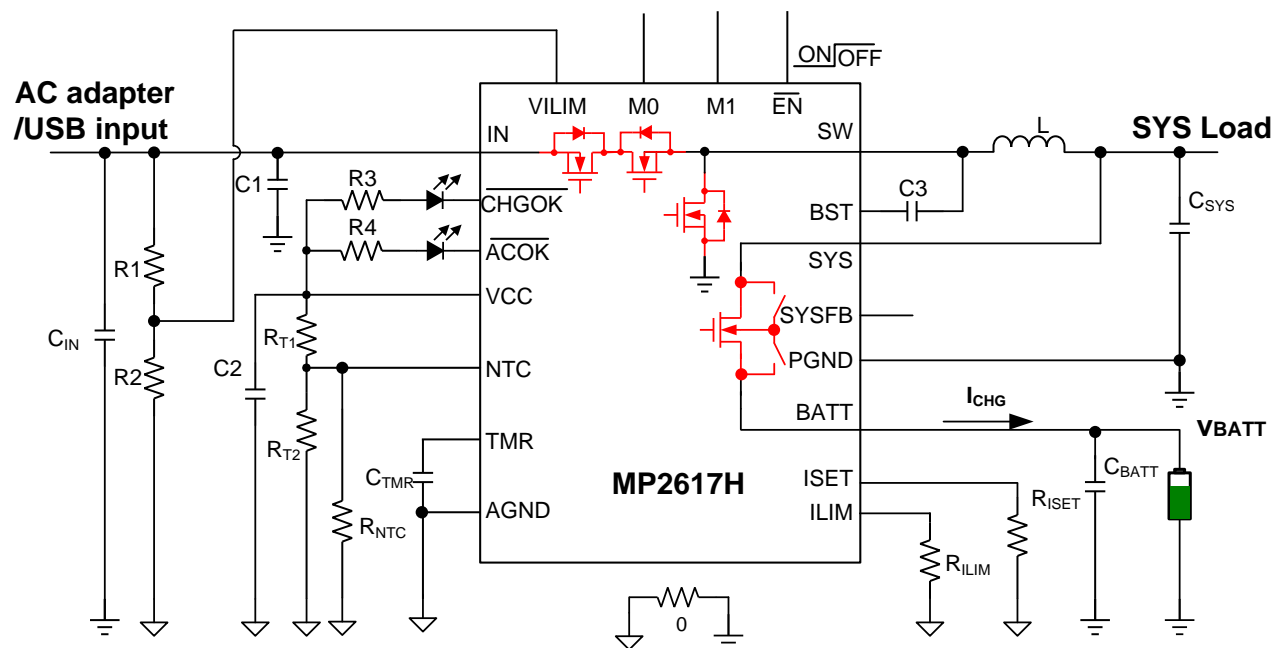 ON OFF
AC adapter
/USB input
VILIM M0 M1 EN
IN SW L SYS Load
C1 R3 CHGOK C3 CSYS
BST
R4 ACOK SYS
R1
VCC
CIN RT1 SYSFB
R2 C2 NTC PGND
ICHG
BATT VBATT
RT2 TMR
CTMR MP2617H ISET CBATT
RISET
AGND ILIM
RNTC
RILIM
0